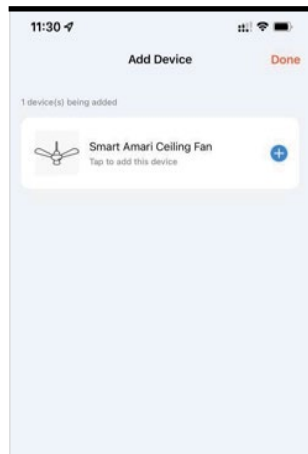 11:30
Add Device
Done
1 device(s) being added
Smart Amari Ceiling Fan
Tap to add this device